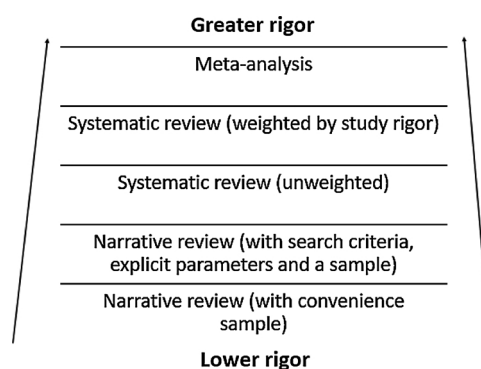 Greater rigor
Meta-analysis
Systematic review (weighted by study rigor)
Systematic review (unweighted)
Narrative review (with search criteria,
explicit parameters and a sample)
Narrative review (with convenience
sample)
Lower rigor